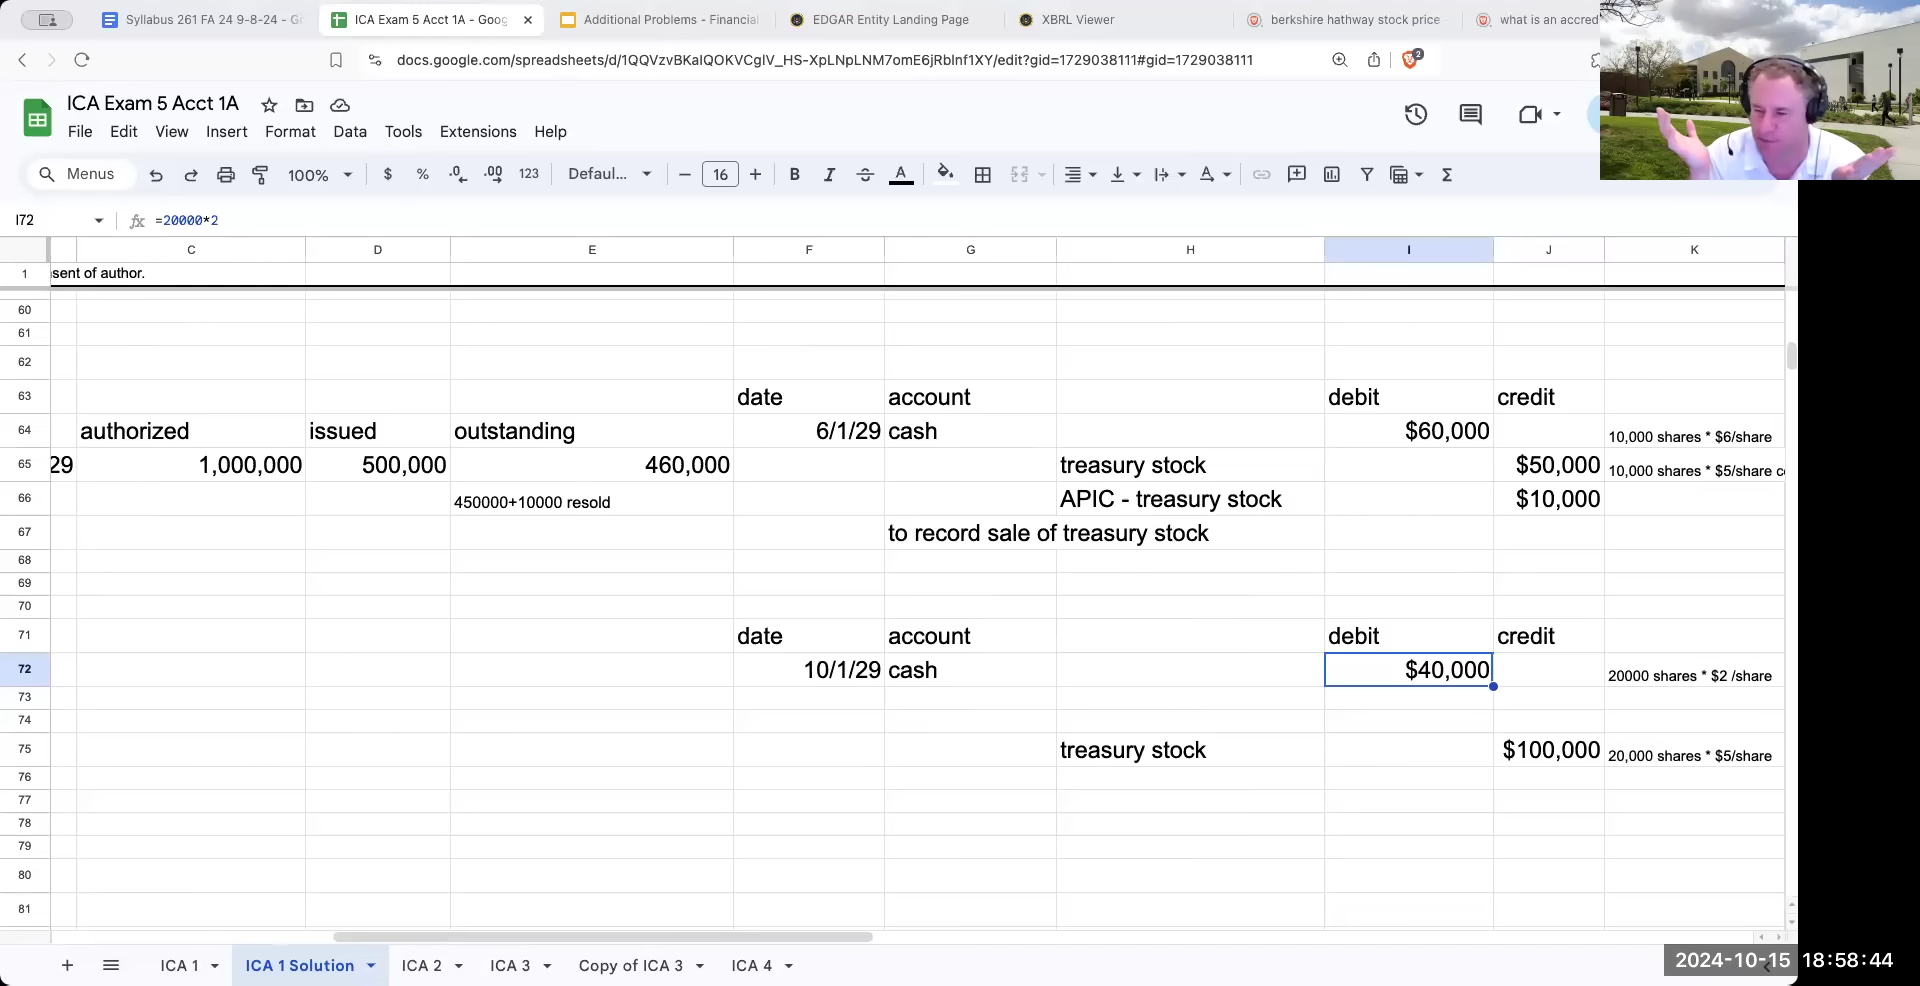 Syllabus 261 FA 24 9-8-24 - G
ICA Exam 5 Acct 1A - Goog
Additional Problems - Financial
EDGAR Entity Landing Page
XBRL Viewer
berkshire hathway stock price
what is an accred
docs.google.com/spreadsheets/d/1QQVzvBKaIQOKVCgIV_HS-XpLNpLNM7omE6jRbInf1XY/edit?gid=1729038111#gid=1729038111
2
ICA Exam 5 Acct 1A
File Edit View Insert Format Data Tools Extensions Help
Menus 100% $ % .0 .00 123 Defaul... − 16 + B I A
I72 fx =20000*2
C D E F G H I J K
1 sent of author.
60
61
62
63 date account debit credit
64 authorized issued outstanding 6/1/29 cash $60,000 10,000 shares * $6/share
65 29 1,000,000 500,000 460,000 treasury stock $50,000 10,000 shares * $5/share c
66 450000+10000 resold APIC - treasury stock $10,000
67 to record sale of treasury stock
68
69
70
71 date account debit credit
72 10/1/29 cash $40,000 20000 shares * $2 /share
73
74
75 treasury stock $100,000 20,000 shares * $5/share
76
77
78
79
80
81
ICA 1 ICA 1 Solution ICA 2 ICA 3 Copy of ICA 3 ICA 4
2024-10-15 18:58:44